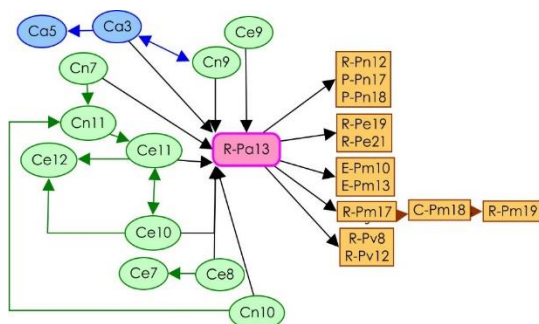 Ca5
Ca3
Ce9
Cn9
Cn7
R-Pn12
P-Pn17
P-Pn18
Cn11
R-Pe19
R-Pe21
Ce12
Ce11
R-Pa13
E-Pm10
E-Pm13
R-Pm17
C-Pm18
R-Pm19
Ce10
R-Pv8
R-Pv12
Ce7
Ce8
Cn10